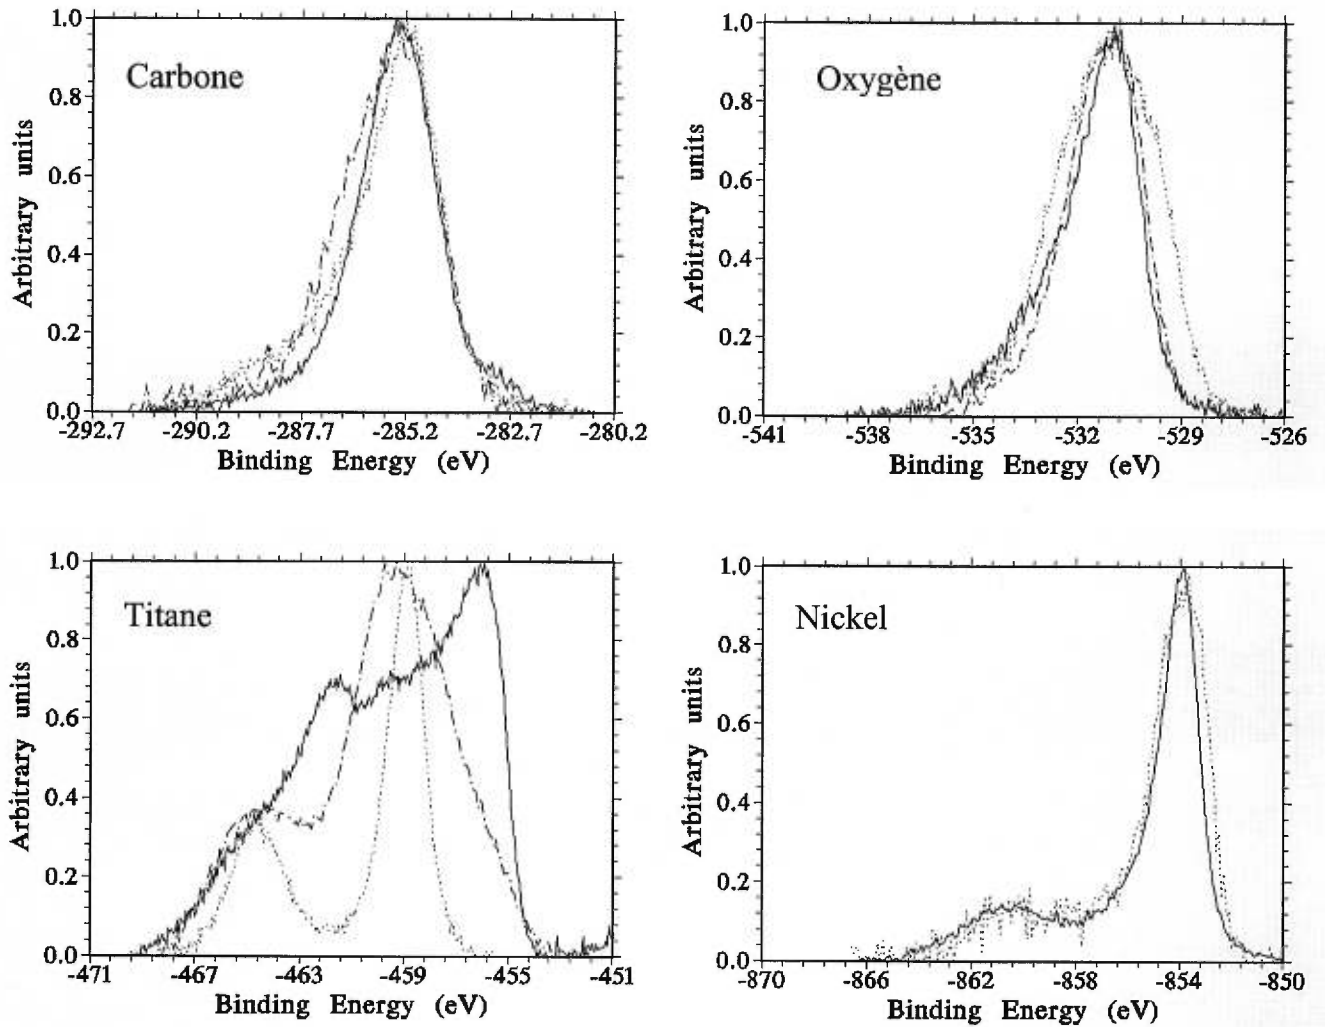 Carbone
Arbitrary units
1.0
0.8
0.6
0.4
0.2
0.0
-292.7 -290.2 -287.7 -285.2 -282.7 -280.2
Binding Energy (eV)
Oxygène
Arbitrary units
1.0
0.8
0.6
0.4
0.2
0.0
-541 -538 -535 -532 -529 -526
Binding Energy (eV)
Titane
Arbitrary units
1.0
0.8
0.6
0.4
0.2
0.0
-471 -467 -463 -459 -455 -451
Binding Energy (eV)
Nickel
Arbitrary units
1.0
0.8
0.6
0.4
0.2
0.0
-870 -866 -862 -858 -854 -850
Binding Energy (eV)